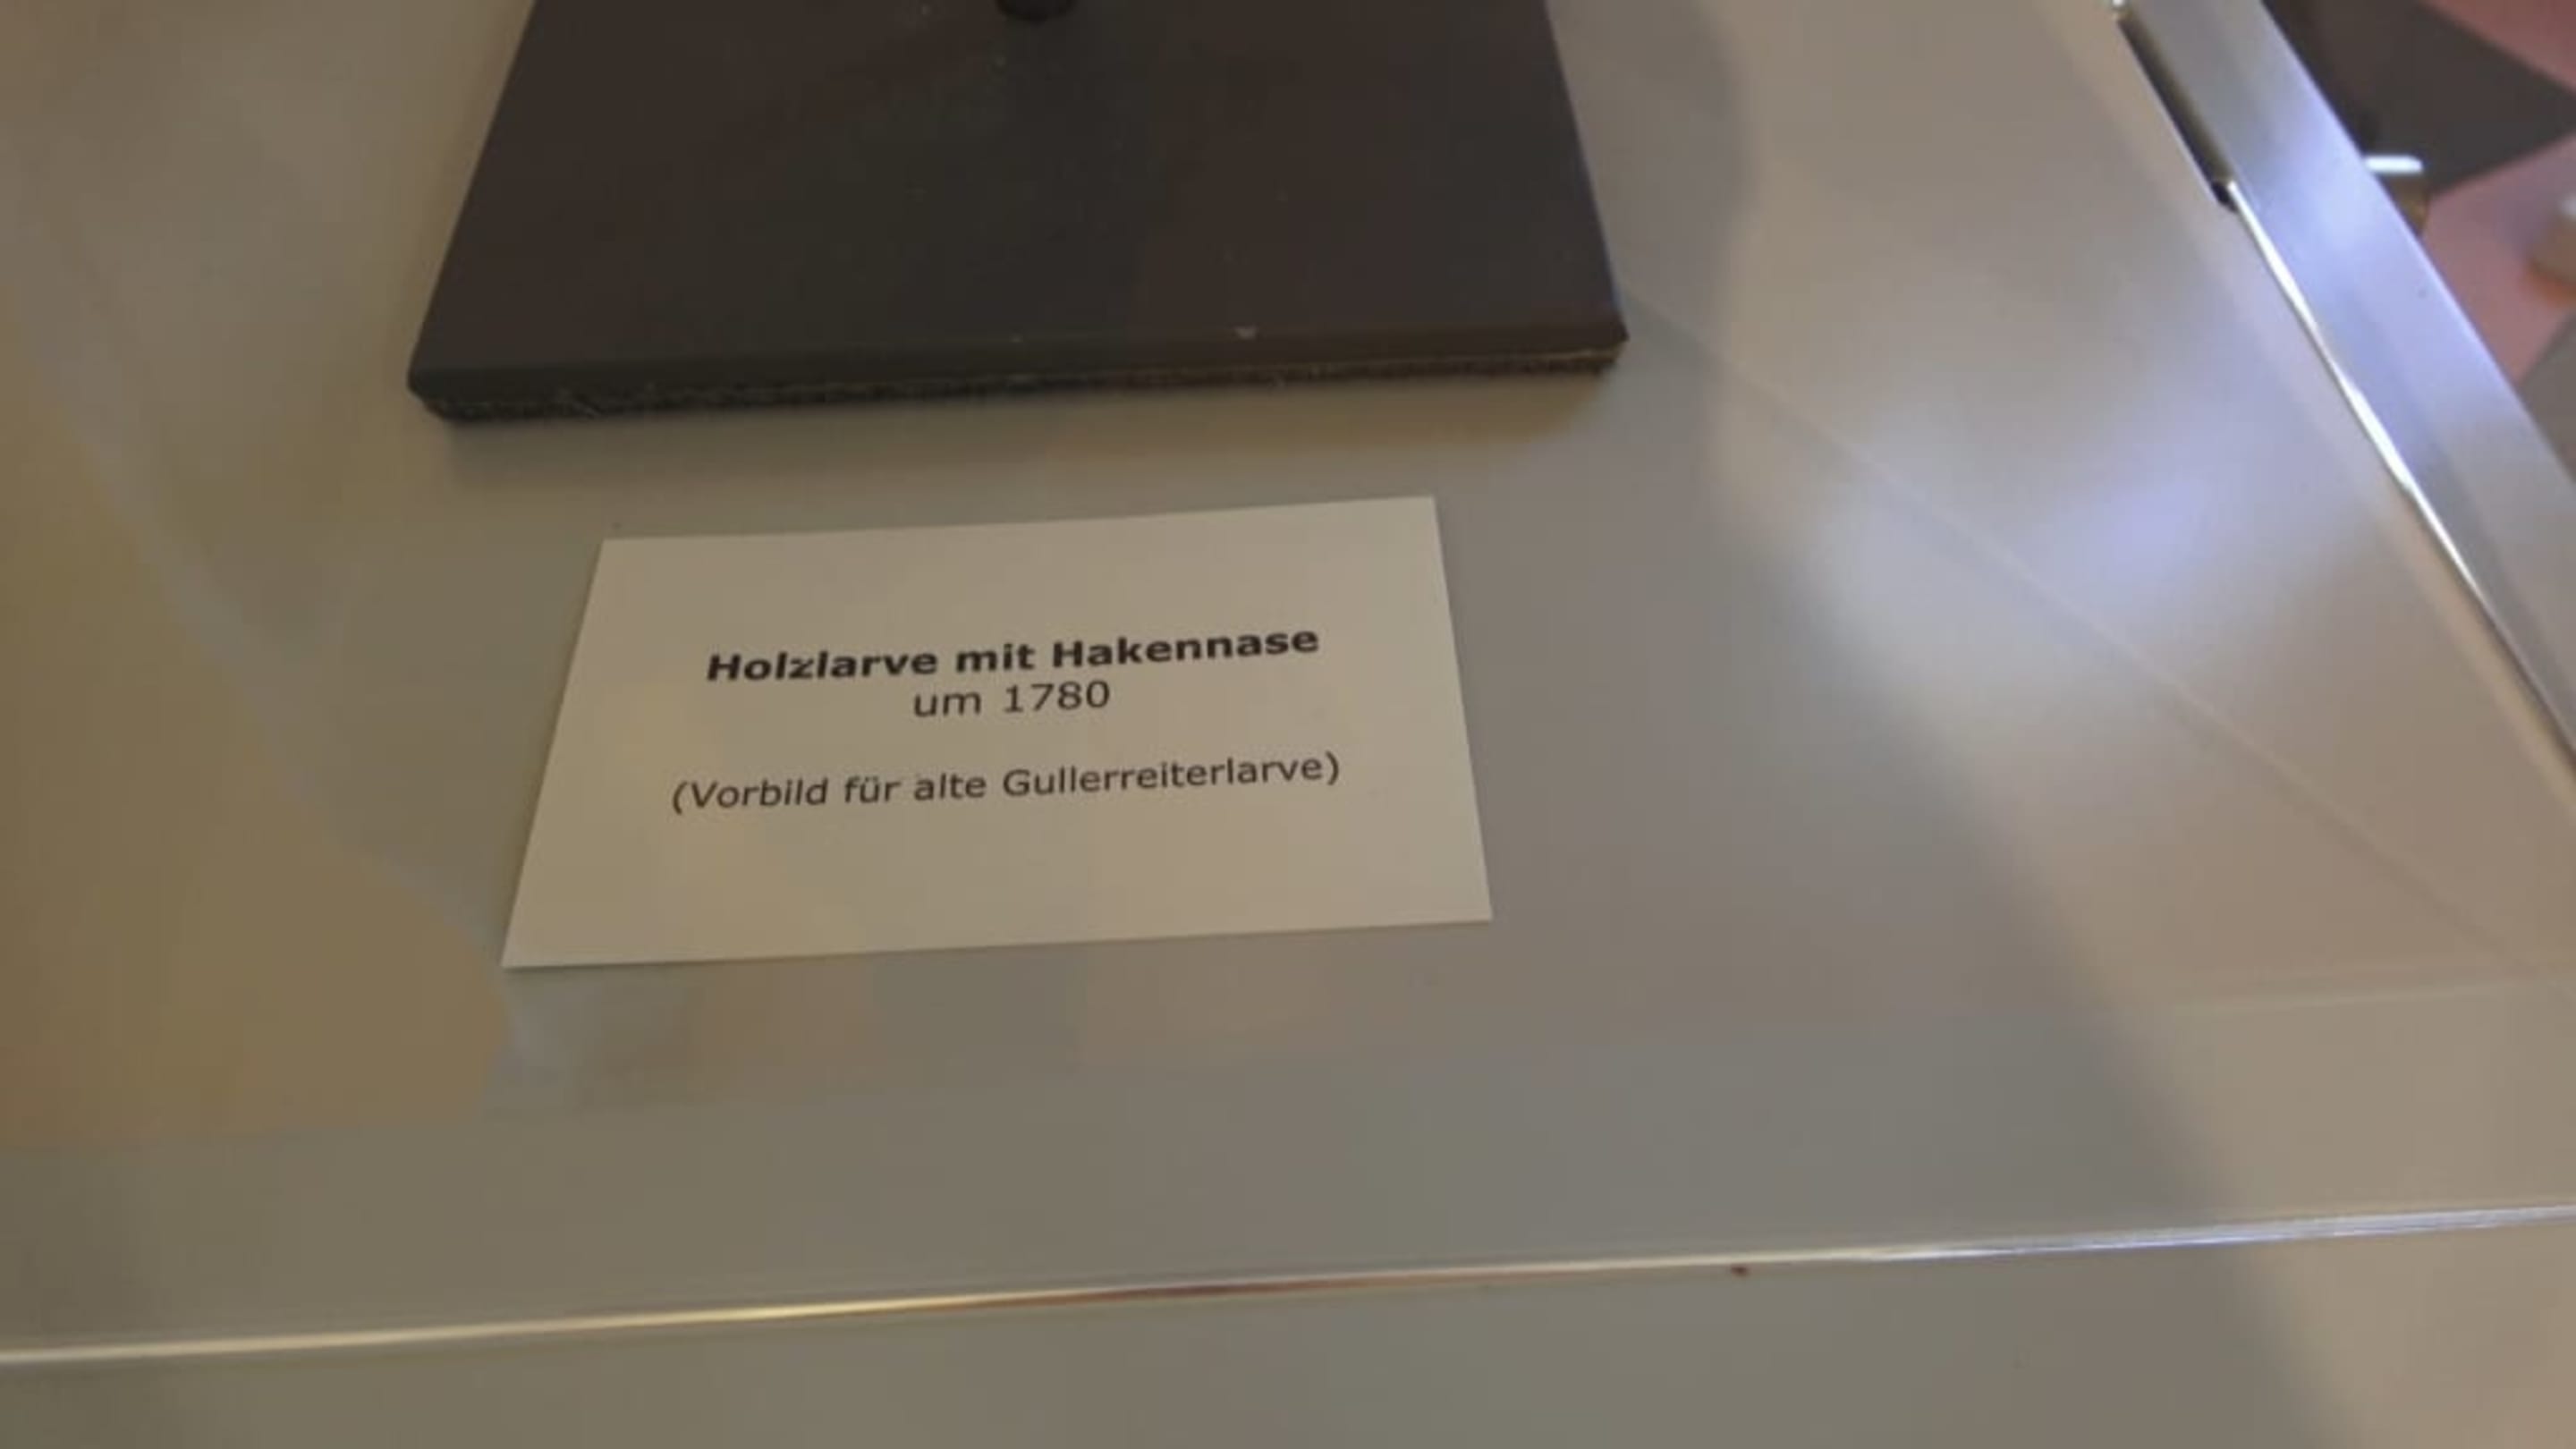 Holzlarve mit Hakennase
um 1780
(Vorbild für alte Gullerreiterlarve)